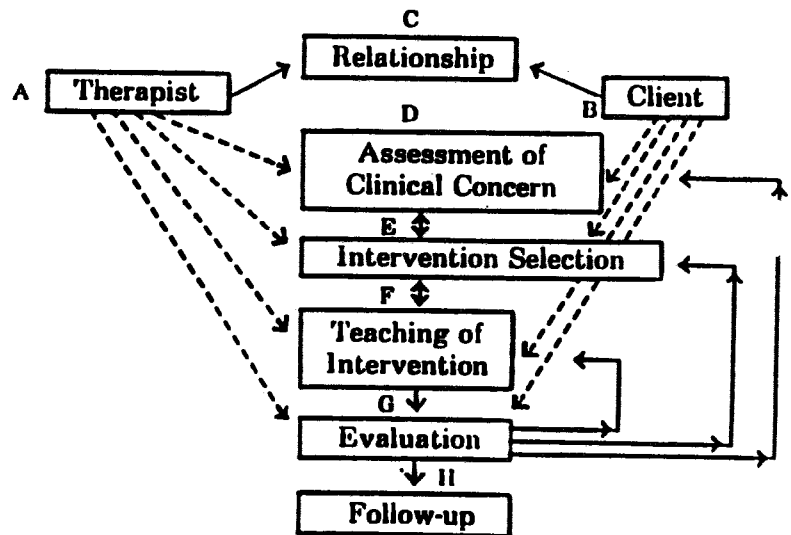 C
Relationship
A
Therapist
B
Client
D
Assessment of
Clinical Concern
E
Intervention Selection
F
Teaching of
Intervention
G
Evaluation
H
Follow-up